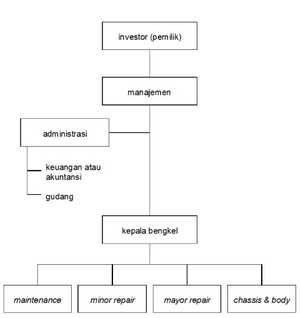 investor (pemilik)
manajemen
administrasi
keuangan atau
akuntansi
gudang
kepala bengkel
maintenance
minor repair
mayor repair
chassis & body